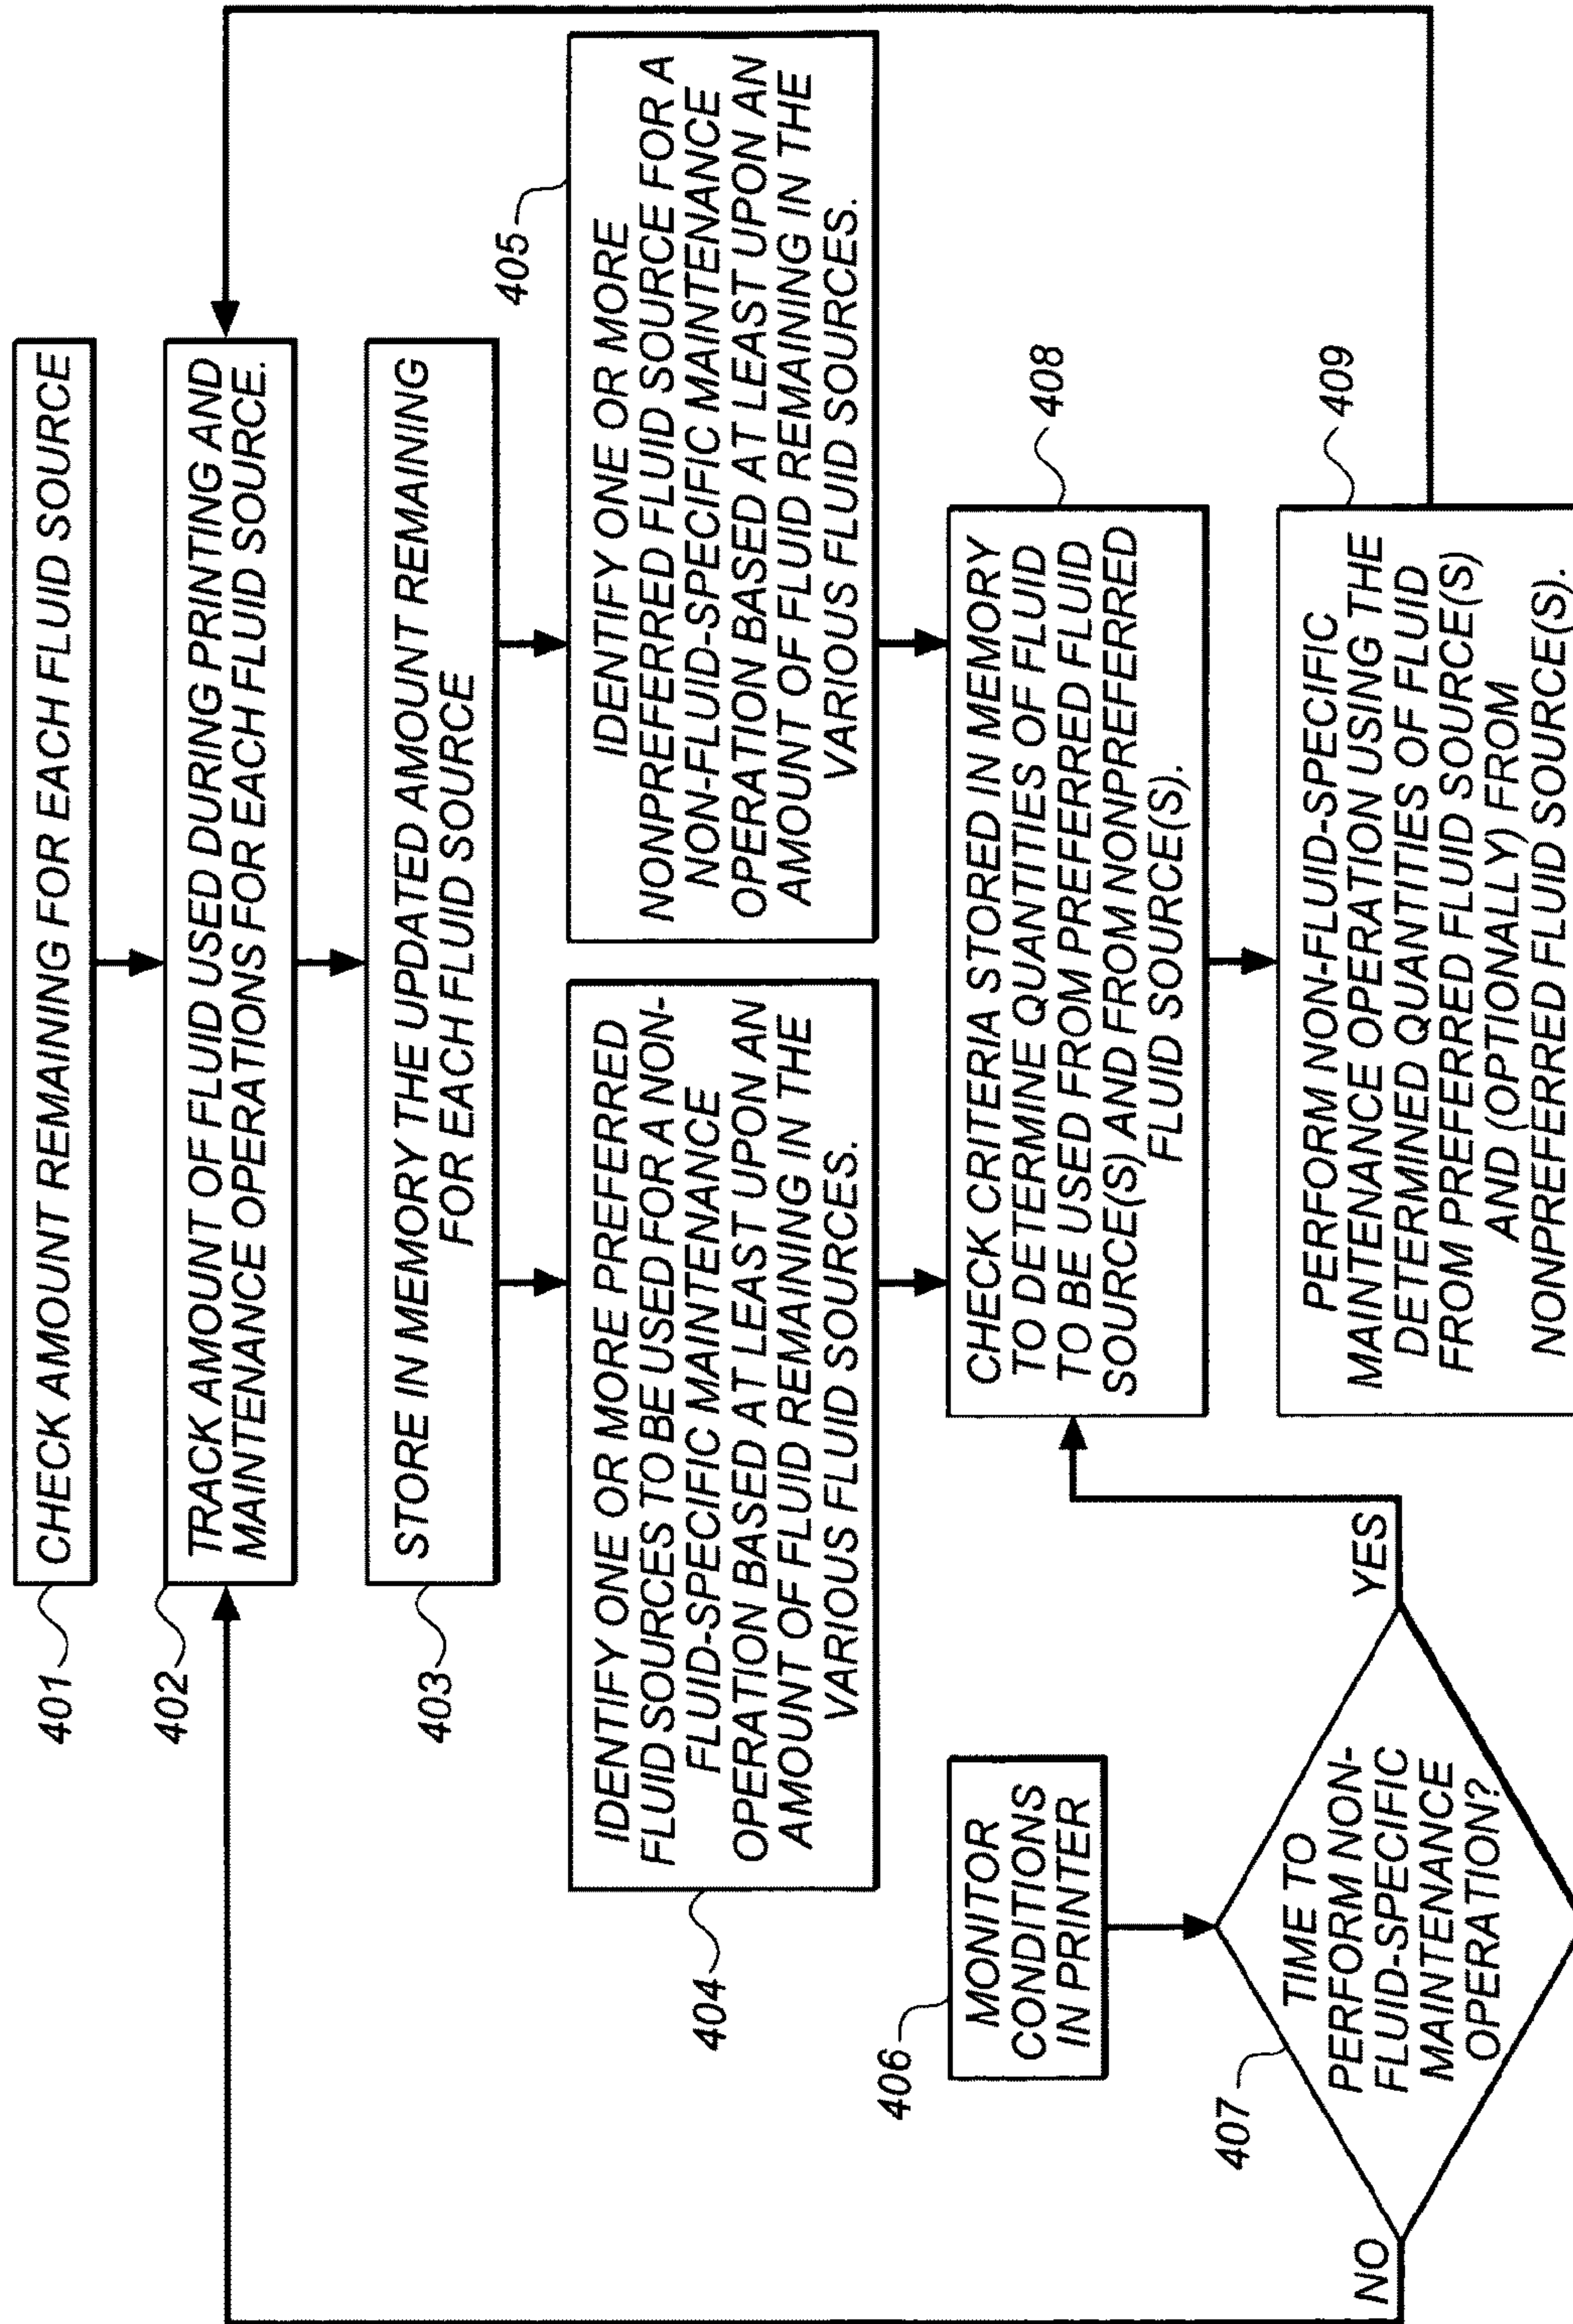 401
CHECK AMOUNT REMAINING FOR EACH FLUID SOURCE
402
TRACK AMOUNT OF FLUID USED DURING PRINTING AND
MAINTENANCE OPERATIONS FOR EACH FLUID SOURCE.
403
STORE IN MEMORY THE UPDATED AMOUNT REMAINING
FOR EACH FLUID SOURCE
404
IDENTIFY ONE OR MORE PREFERRED
FLUID SOURCES TO BE USED FOR A NON-
FLUID-SPECIFIC MAINTENANCE
OPERATION BASED AT LEAST UPON AN
AMOUNT OF FLUID REMAINING IN THE
VARIOUS FLUID SOURCES.
405
IDENTIFY ONE OR MORE
NONPREFERRED FLUID SOURCE FOR A
NON-FLUID-SPECIFIC MAINTENANCE
OPERATION BASED AT LEAST UPON AN
AMOUNT OF FLUID REMAINING IN THE
VARIOUS FLUID SOURCES.
406
MONITOR
CONDITIONS
IN PRINTER
407
TIME TO
PERFORM NON-
FLUID-SPECIFIC
MAINTENANCE
OPERATION?
NO
YES
408
CHECK CRITERIA STORED IN MEMORY
TO DETERMINE QUANTITIES OF FLUID
TO BE USED FROM PREFERRED FLUID
SOURCE(S) AND FROM NONPREFERRED
FLUID SOURCE(S).
409
PERFORM NON-FLUID-SPECIFIC
MAINTENANCE OPERATION USING THE
DETERMINED QUANTITIES OF FLUID
FROM PREFERRED FLUID SOURCE(S)
AND (OPTIONALLY) FROM
NONPREFERRED FLUID SOURCE(S).